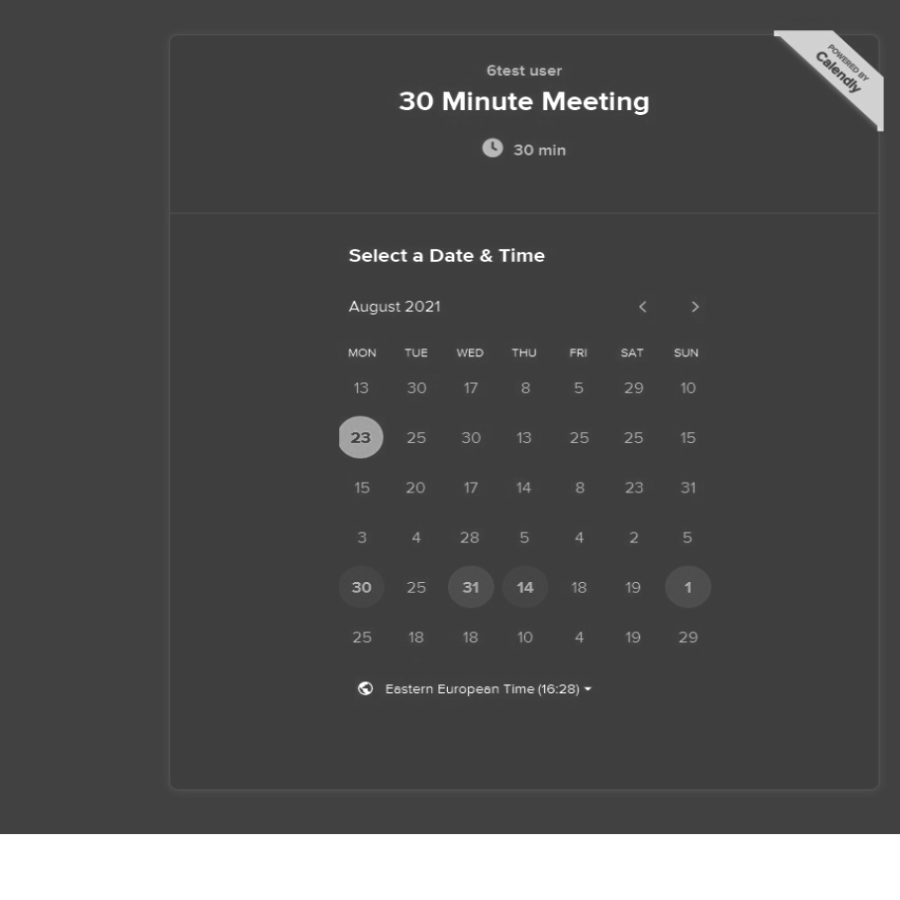 POWERED BY
Calendly
6test user
30 Minute Meeting
30 min
Select a Date & Time
August 2021
MON TUE WED THU FRI SAT SUN
13 30 17 8 5 29 10
23 25 30 13 25 25 15
15 20 17 14 8 23 31
3 4 28 5 4 2 5
30 25 31 14 18 19 1
25 18 18 10 4 19 29
Eastern European Time (16:28)